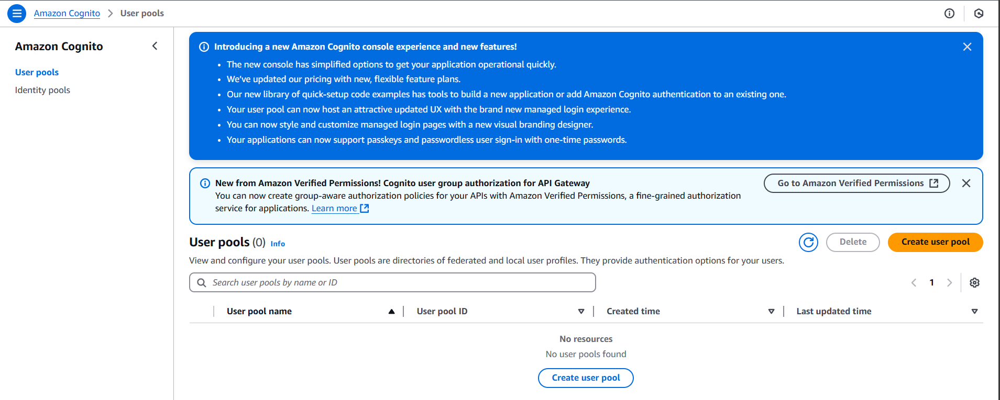 Amazon Cognito > User pools
Amazon Cognito
User pools
Identity pools
Introducing a new Amazon Cognito console experience and new features!
• The new console has simplified options to get your application operational quickly.
• We've updated our pricing with new, flexible feature plans.
• Our new library of quick-setup code examples has tools to build a new application or add Amazon Cognito authentication to an existing one.
• Your user pool can now host an attractive updated UX with the brand new managed login experience.
• You can now style and customize managed login pages with a new visual branding designer.
• Your applications can now support passkeys and passwordless user sign-in with one-time passwords.
New from Amazon Verified Permissions! Cognito user group authorization for API Gateway
You can now create group-aware authorization policies for your APIs with Amazon Verified Permissions, a fine-grained authorization
service for applications. Learn more
Go to Amazon Verified Permissions
User pools (0) Info
Delete
Create user pool
View and configure your user pools. User pools are directories of federated and local user profiles. They provide authentication options for your users.
Search user pools by name or ID
1
User pool name
User pool ID
Created time
Last updated time
No resources
No user pools found
Create user pool